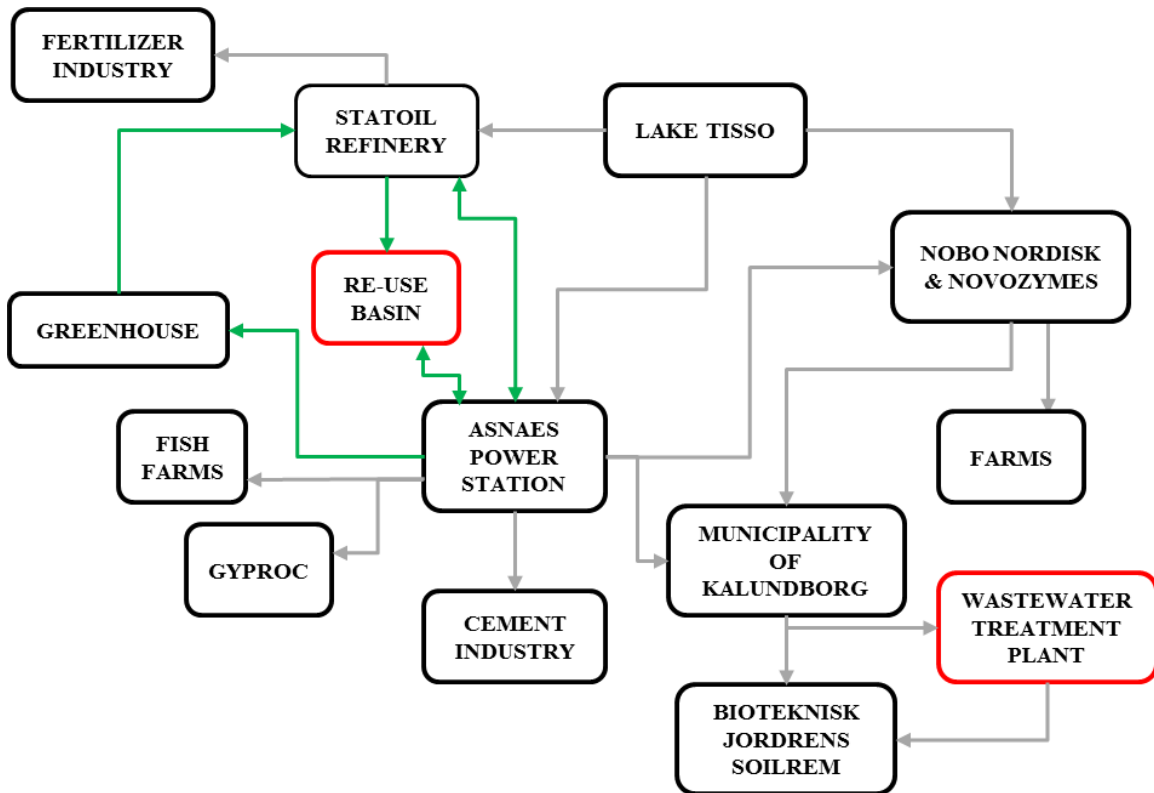 FERTILIZER
INDUSTRY
STATOIL
REFINERY
LAKE TISSO
NOBO NORDISK
& NOVOZYMES
RE-USE
BASIN
GREENHOUSE
FISH
FARMS
ASNAES
POWER
STATION
FARMS
GYPROC
MUNICIPALITY
OF
KALUNDBORG
CEMENT
INDUSTRY
WASTEWATER
TREATMENT
PLANT
BIOTEKNISK
JORDRENS
SOILREM